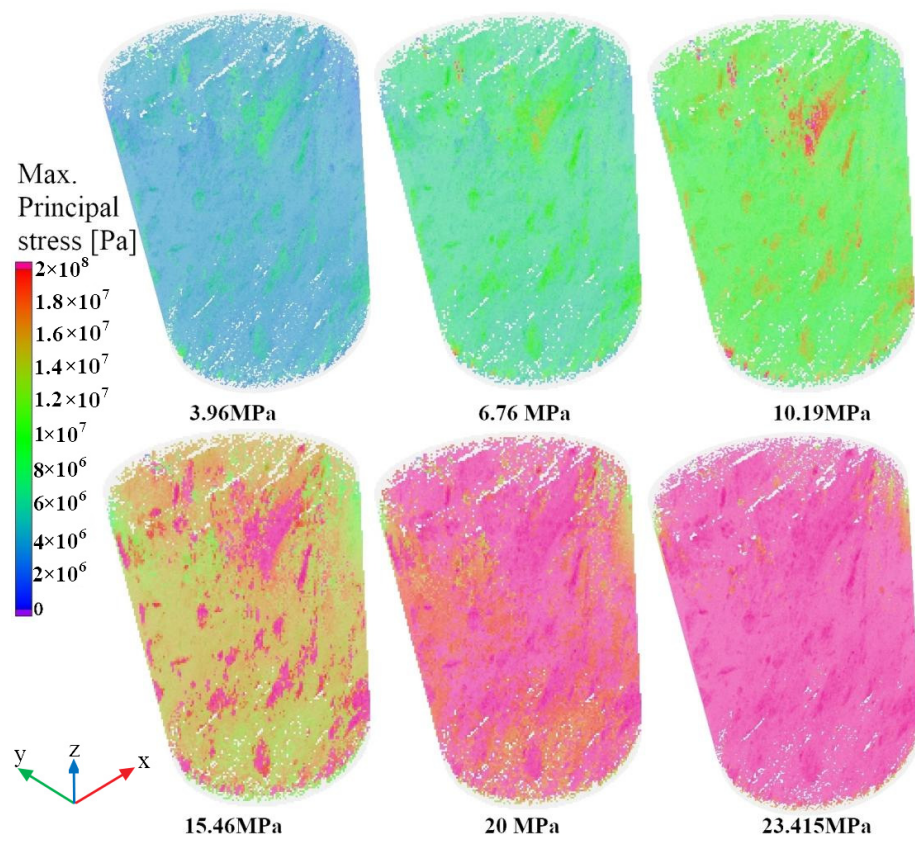 Max.
Principal
stress [Pa]
2×10⁸
1.8×10⁷
1.6×10⁷
1.4×10⁷
1.2×10⁷
1×10⁷
8×10⁶
6×10⁶
4×10⁶
2×10⁶
0
3.96MPa
6.76 MPa
10.19MPa
15.46MPa
20 MPa
23.415MPa
y
z
x